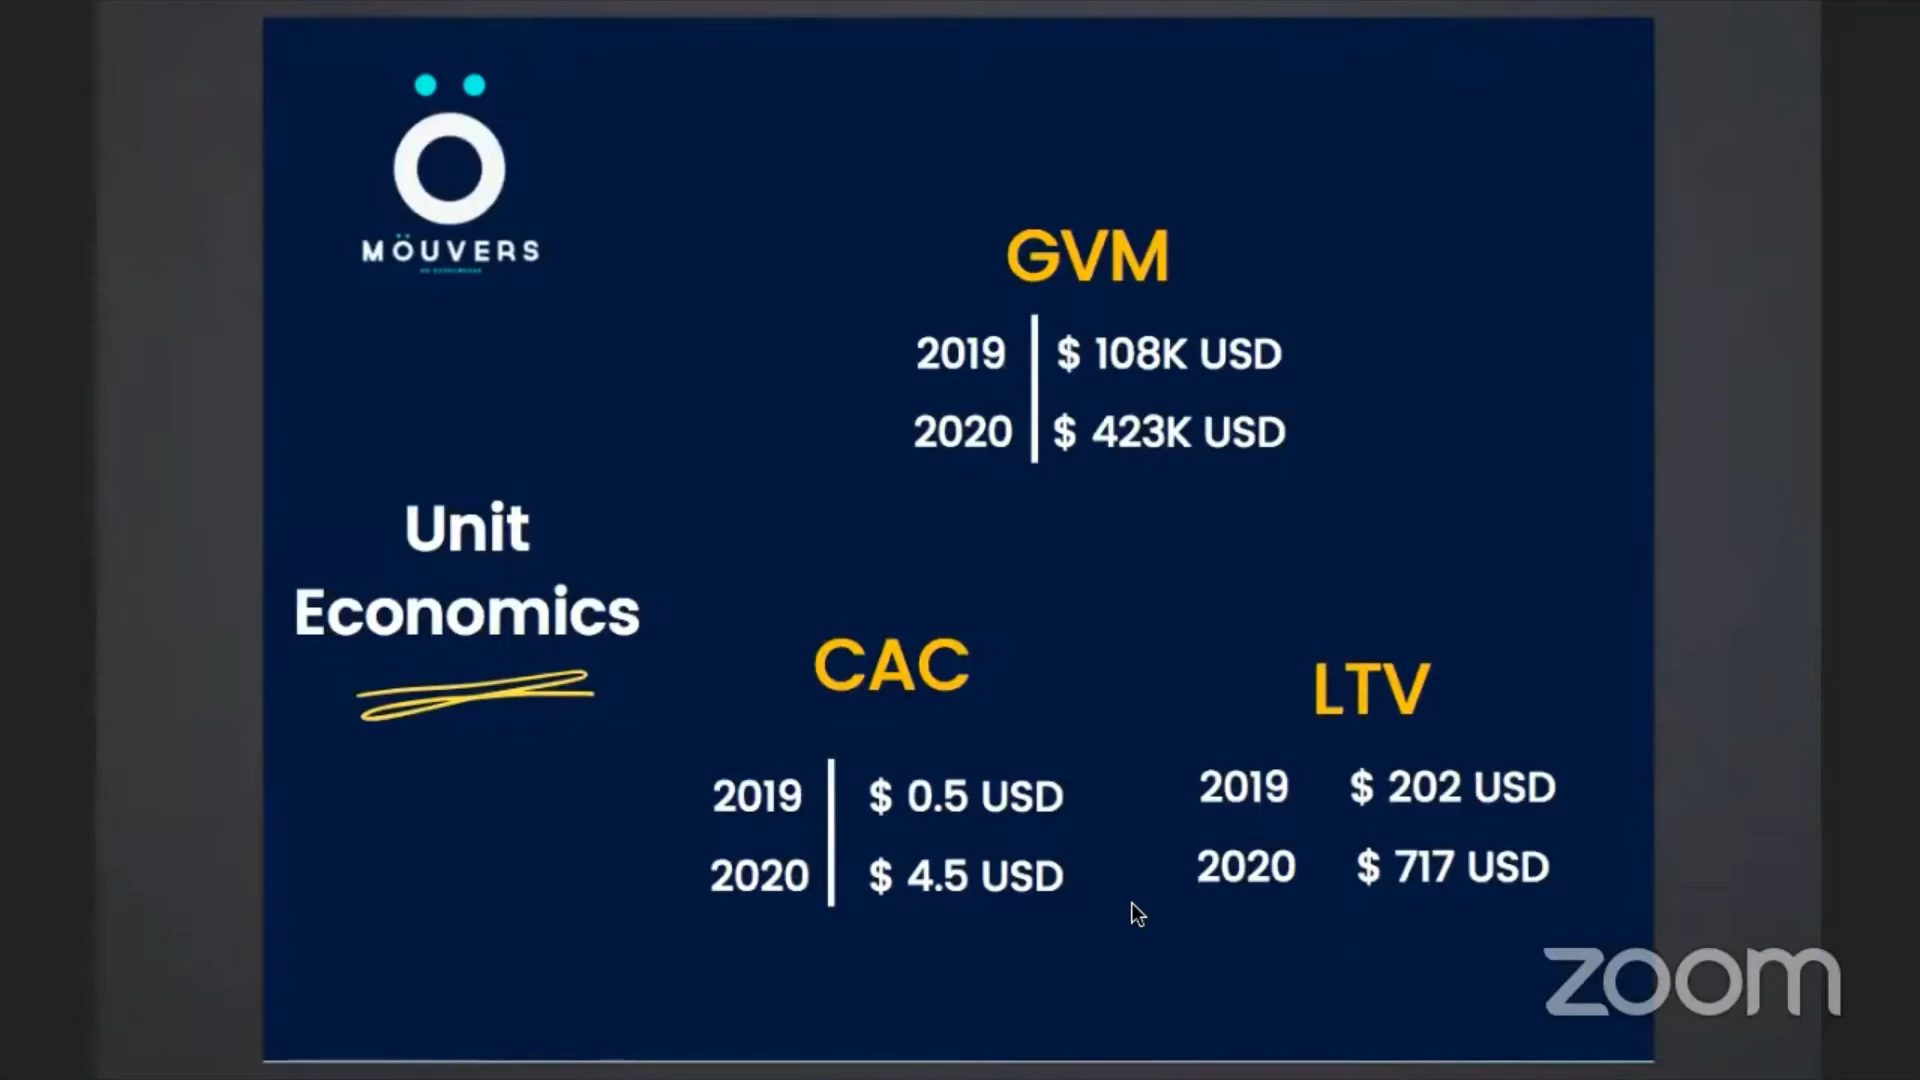 MÖUVERS
GVM
2019 $ 108K USD
2020 $ 423K USD
Unit
Economics
CAC
2019 $ 0.5 USD
2020 $ 4.5 USD
LTV
2019 $ 202 USD
2020 $ 717 USD
zoom